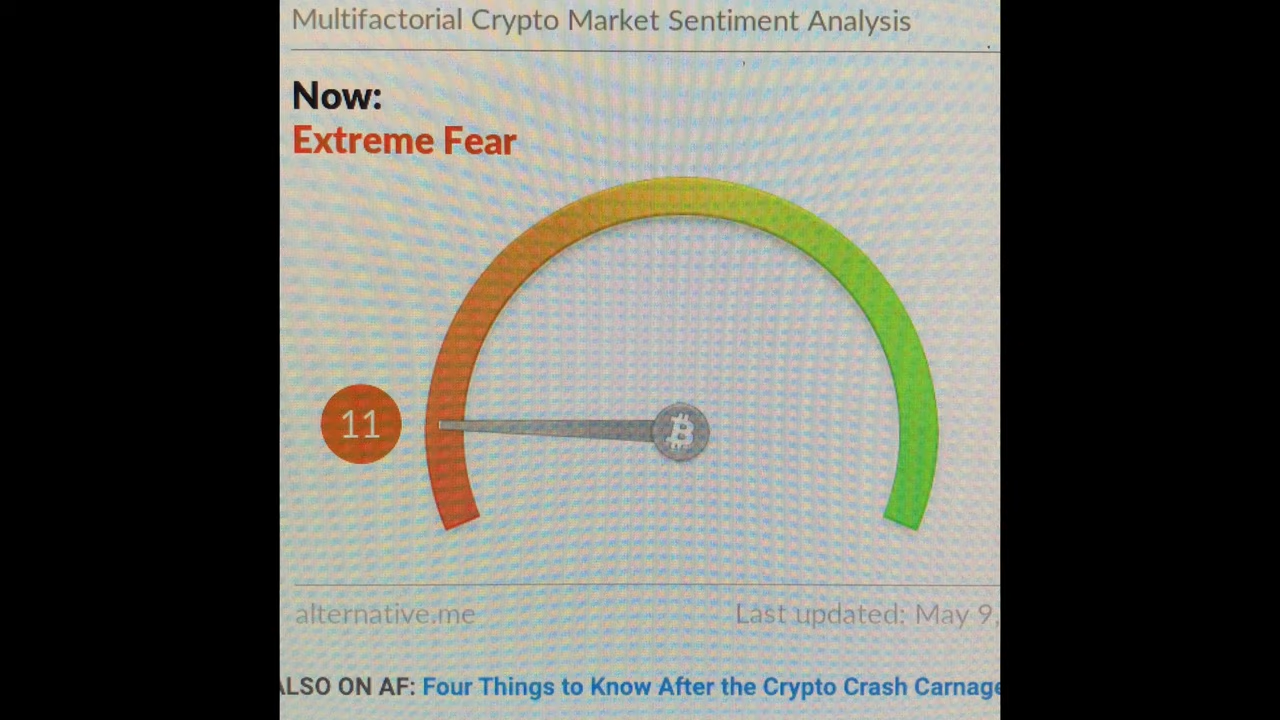 Multifactorial Crypto Market Sentiment Analysis
Now:
Extreme Fear
11
alternative.me
Last updated: May 9,
ALSO ON AF: Four Things to Know After the Crypto Crash Carnage